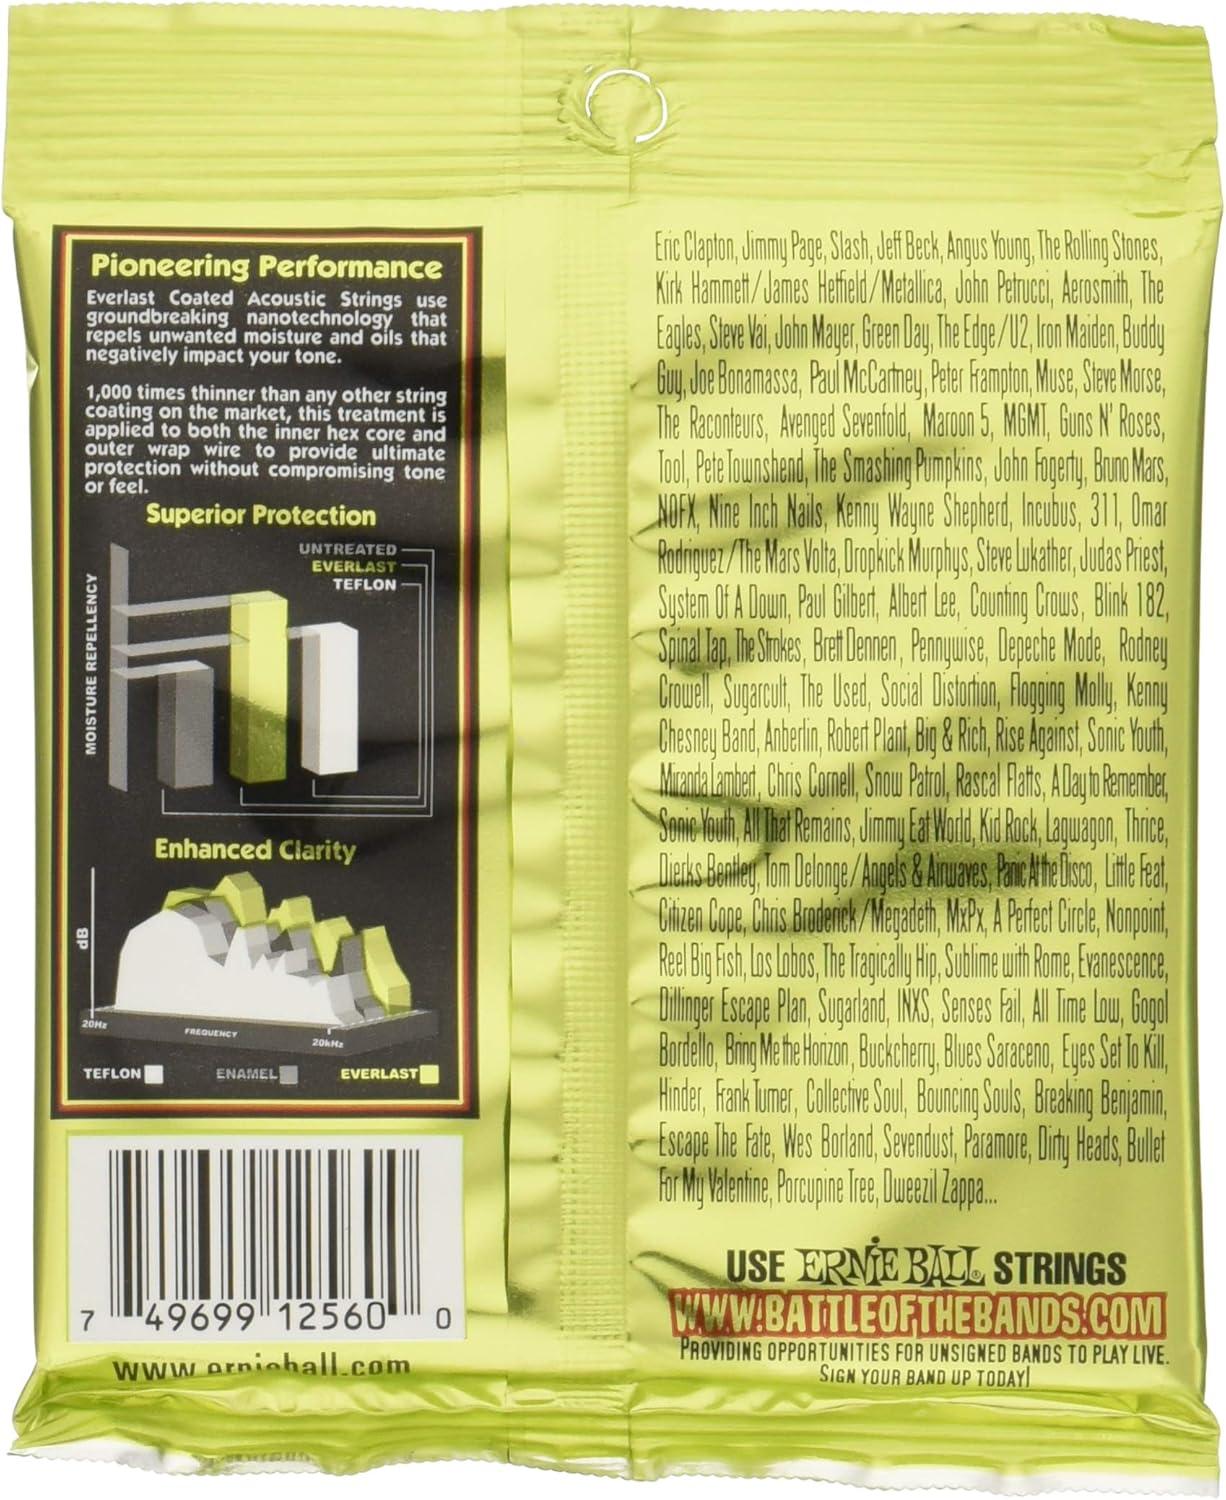 Pioneering Performance
Everlast Coated Acoustic Strings use
groundbreaking nanotechnology that
repels unwanted moisture and oils that
negatively impact your tone.
1,000 times thinner than any other string
coating on the market, this treatment is
applied to both the inner hex core and
outer wrap wire to provide ultimate
protection without compromising tone
or feel.
Superior Protection
UNTREATED
EVERLAST
TEFLON
MOISTURE REPELLENCY
Enhanced Clarity
dB
20Hz
FREQUENCY
20kHz
TEFLON
ENAMEL
EVERLAST
7 49699 12560 0
www.ernieball.com
Eric Clapton, Jimmy Page, Slash, Jeff Beck, Angus Young, The Rolling Stones,
Kirk Hammett/James Hetfield/Metallica, John Petrucci, Aerosmith, The
Eagles, Steve Vai, John Mayer, Green Day, The Edge/U2, Iron Maiden, Buddy
Guy, Joe Bonamassa, Paul McCartney, Peter Frampton, Muse, Steve Morse,
The Raconteurs, Avenged Sevenfold, Maroon 5, MGMT, Guns N' Roses,
Tool, Pete Townshend, The Smashing Pumpkins, John Fogerty, Bruno Mars,
NOFX, Nine Inch Nails, Kenny Wayne Shepherd, Incubus, 311, Omar
Rodriguez/The Mars Volta, Dropkick Murphys, Steve Lukather, Judas Priest,
System Of A Down, Paul Gilbert, Albert Lee, Counting Crows, Blink 182,
Spinal Tap, The Strokes, Brett Dennen, Pennywise, Depeche Mode, Rodney
Crowell, Sugarcult, The Used, Social Distortion, Flogging Molly, Kenny
Chesney Band, Anberlin, Robert Plant, Big & Rich, Rise Against, Sonic Youth,
Miranda Lambert, Chris Cornell, Snow Patrol, Rascal Flatts, A Day to Remember,
Sonic Youth, All That Remains, Jimmy Eat World, Kid Rock, Lagwagon, Thrice,
Dierks Bentley, Tom Delonge/Angels & Airwaves, Panic At the Disco, Little Feat,
Citizen Cope, Chris Broderick/Megadeth, MxPx, A Perfect Circle, Nonpoint,
Reel Big Fish, Los Lobos, The Tragically Hip, Sublime with Rome, Evanescence,
Dillinger Escape Plan, Sugarland, INXS, Senses Fail, All Time Low, Gogol
Bordello, Bring Me the Horizon, Buckcherry, Blues Saraceno, Eyes Set To Kill,
Hinder, Frank Turner, Collective Soul, Bouncing Souls, Breaking Benjamin,
Escape The Fate, Wes Borland, Sevendust, Paramore, Dirty Heads, Bullet
For My Valentine, Porcupine Tree, Dweezil Zappa...
USE ERNIE BALL® STRINGS
WWW.BATTLEOFTHEBANDS.COM
PROVIDING OPPORTUNITIES FOR UNSIGNED BANDS TO PLAY LIVE.
SIGN YOUR BAND UP TODAY!